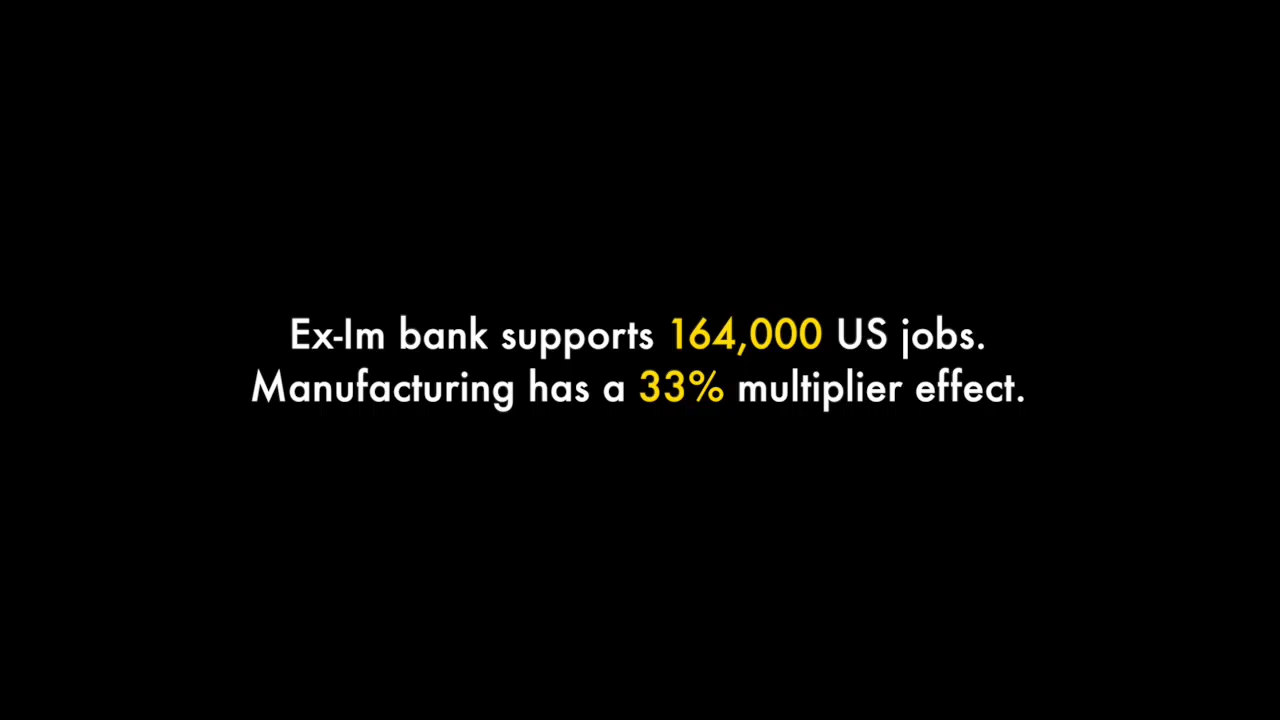 Ex-Im bank supports 164,000 US jobs.
Manufacturing has a 33% multiplier effect.